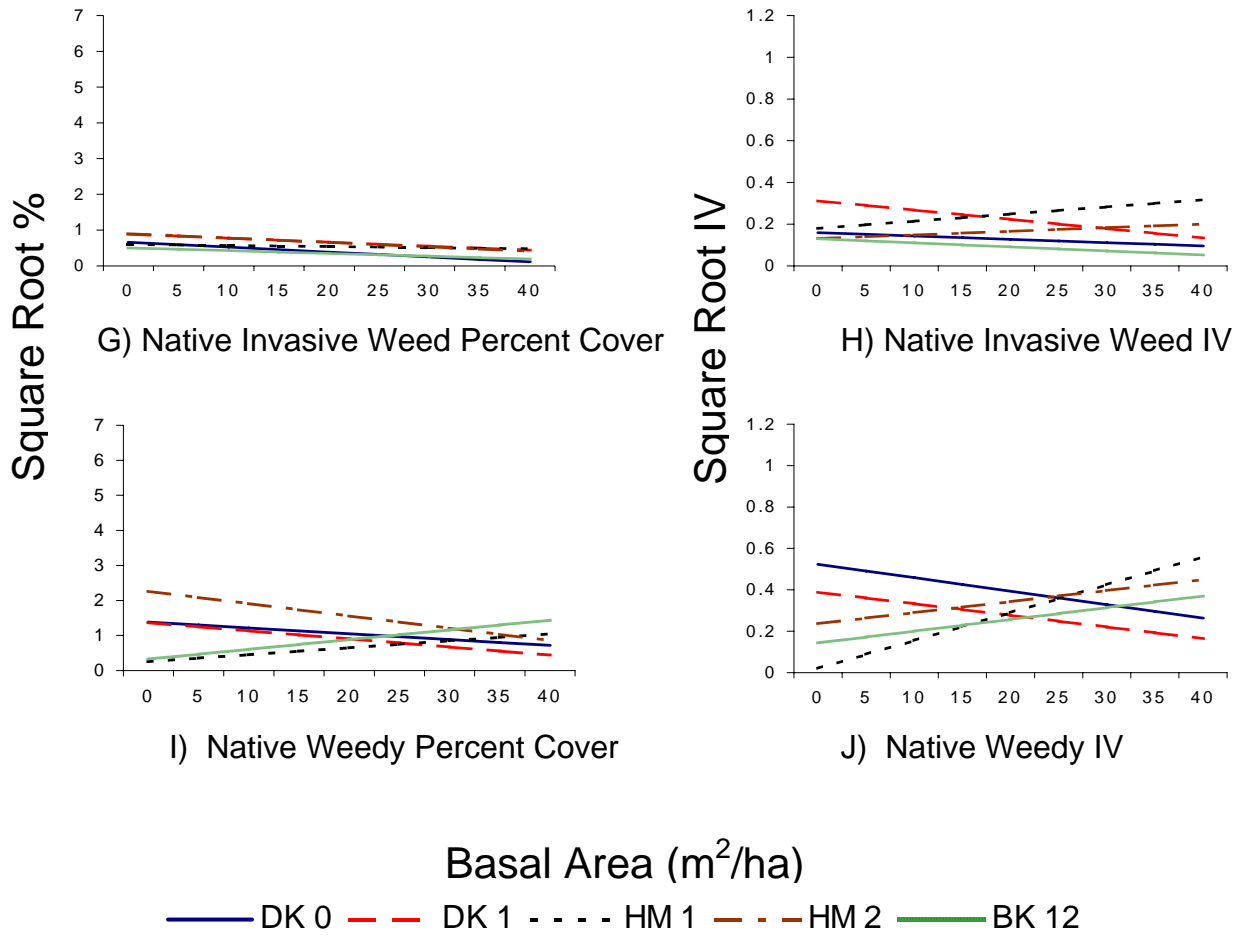 Square Root %
7
6
5
4
3
2
1
0
0 5 10 15 20 25 30 35 40
G) Native Invasive Weed Percent Cover
Square Root IV
1.2
1
0.8
0.6
0.4
0.2
0
0 5 10 15 20 25 30 35 40
H) Native Invasive Weed IV
7
6
5
4
3
2
1
0
0 5 10 15 20 25 30 35 40
I) Native Weedy Percent Cover
1.2
1
0.8
0.6
0.4
0.2
0
0 5 10 15 20 25 30 35 40
J) Native Weedy IV
Basal Area (m²/ha)
DK 0 DK 1 HM 1 HM 2 BK 12